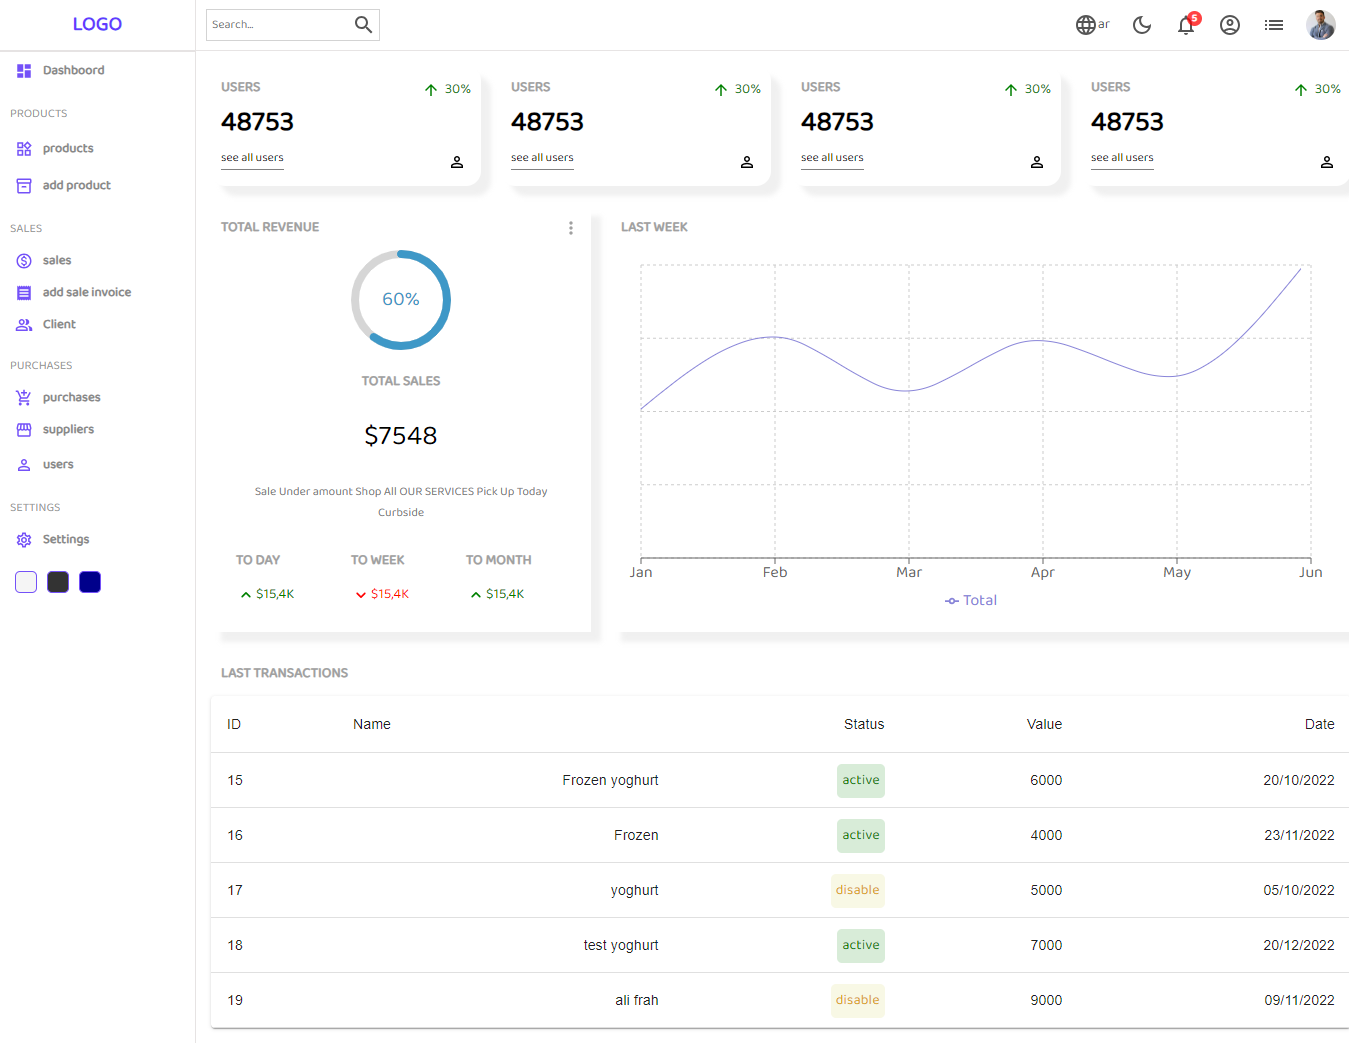 LOGO
Search...
ar
5
Dashboord
PRODUCTS
products
add product
SALES
sales
add sale invoice
Client
PURCHASES
purchases
suppliers
users
SETTINGS
Settings
USERS
30%
48753
see all users
USERS
30%
48753
see all users
USERS
30%
48753
see all users
USERS
30%
48753
see all users
TOTAL REVENUE
60%
TOTAL SALES
$7548
Sale Under amount Shop All OUR SERVICES Pick Up Today
Curbside
TO DAY TO WEEK TO MONTH
$15,4K $15,4K $15,4K
LAST WEEK
Jan Feb Mar Apr May Jun
Total
LAST TRANSACTIONS
ID Name Status Value Date
15 Frozen yoghurt active 6000 20/10/2022
16 Frozen active 4000 23/11/2022
17 yoghurt disable 5000 05/10/2022
18 test yoghurt active 7000 20/12/2022
19 ali frah disable 9000 09/11/2022